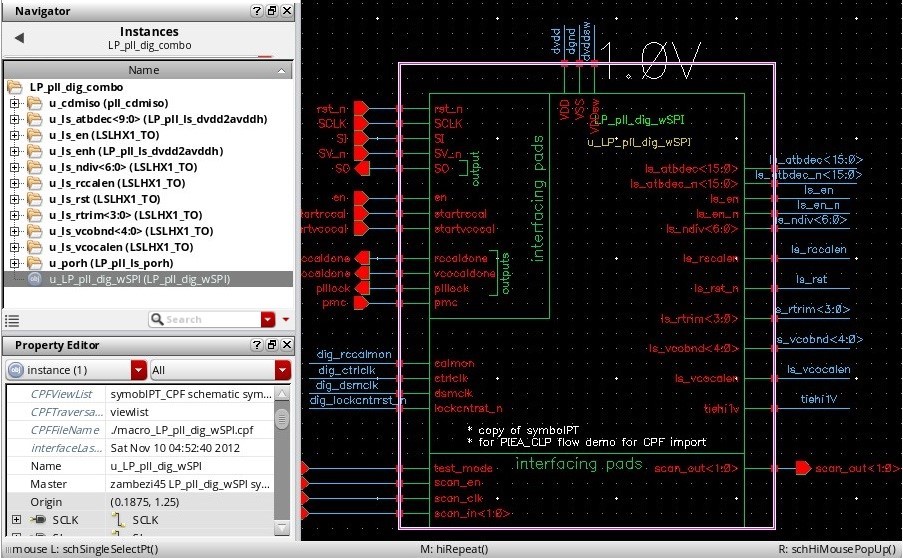 Navigator
Instances
LP_pll_dig_combo
Name
LP_pll_dig_combo
u_cdmiso (pll_cdmiso)
u_ls_atbdec<9:0> (LP_pll_ls_dvdd2avddh)
u_ls_en (LSLHX1_TO)
u_ls_enh (LP_pll_ls_dvdd2avddh)
u_ls_ndiv<6:0> (LSLHX1_TO)
u_ls_rccalen (LSLHX1_TO)
u_ls_rst (LSLHX1_TO)
u_ls_rtrim<3:0> (LSLHX1_TO)
u_ls_vcobnd<4:0> (LSLHX1_TO)
u_ls_vcocalen (LSLHX1_TO)
u_porh (LP_pll_ls_porh)
u_LP_pll_dig_wSPI (LP_pll_dig_wSPI)
Search
Property Editor
instance (1)
All
CPFViewList symbolPT_CPF schematic sym...
CPFTraversa... viewlist
CPFFileName ./macro_LP_pll_dig_wSPI.cpf
interfaceLas... Sat Nov 10 04:52:40 2012
Name u_LP_pll_dig_wSPI
Master zambezi45 LP_pll_dig_wSPI sy...
Origin (0.1875, 1.25)
SCLK SCLK
dvdd
dgnd
dvddsw
1.0V
VDD
VSS
VDDsw
LP_pll_dig_wSPI
u_LP_pll_dig_wSPI
rst_n rst_n
SCLK SCLK
SI SI
SV_n SV_n
SO SO
output
interfacing pads
en en
startrccal
startvcocal
rccaldone
vcocaldone
plllock plllock
pmc pmc
outputs
dig_rccalmon calmon
dig_ctrlclk ctrlclk
dig_dsmclk dsmclk
dig_lockcntrrst_n lockcntrst_n
ls_atbdec<15:0> ls_atbdec<15:0>
ls_atbdec_n<15:0> ls_atbdec_n<15:0>
ls_en ls_en
ls_en_n ls_en_n
ls_ndiv<6:0> s_ndiv<6:0>
ls_rccalen ls_rccalen
ls_rst_n ls_rst
ls_rtrim<3:0> s_rtrim<3:0>
ls_vcobnd<4:0> s_vcobnd<4:0>
ls_vcocalen ls_vcocalen
tiehi1v tiehi1V
* copy of symbolPT
* for PIEA_CLP flow demo for CPF import
interfacing pads
test_mode
scan_en
scan_clk
scan_in<1:0>
scan_out<1:0> scan_out<1:0>
mouse L: schSingleSelectPt()
M: hiRepeat()
R: schHiMousePopUp()